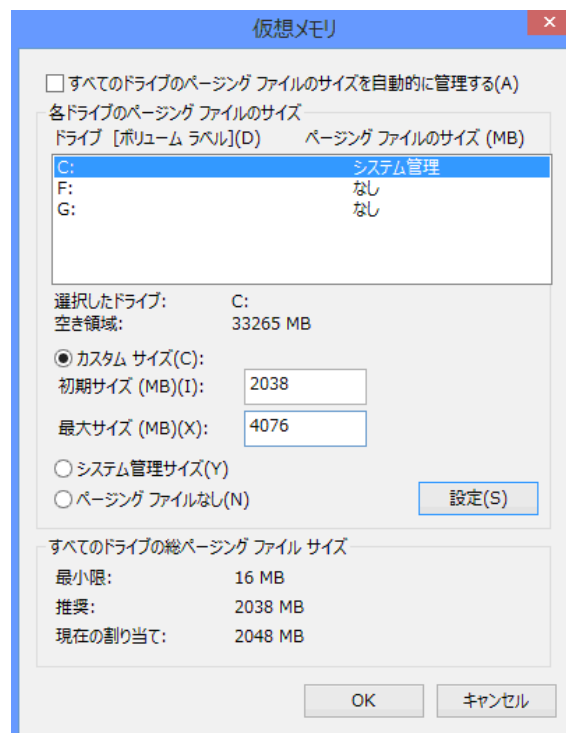 仮想メモリ
すべてのドライブのページング ファイルのサイズを自動的に管理する(A)
各ドライブのページング ファイルのサイズ
ドライブ [ボリューム ラベル](D) ページング ファイルのサイズ (MB)
C: システム管理
F: なし
G: なし
選択したドライブ: C:
空き領域: 33265 MB
カスタム サイズ(C):
初期サイズ (MB)(I): 2038
最大サイズ (MB)(X): 4076
システム管理サイズ(Y)
ページング ファイルなし(N) 設定(S)
すべてのドライブの総ページング ファイル サイズ
最小限: 16 MB
推奨: 2038 MB
現在の割り当て: 2048 MB
OK キャンセル